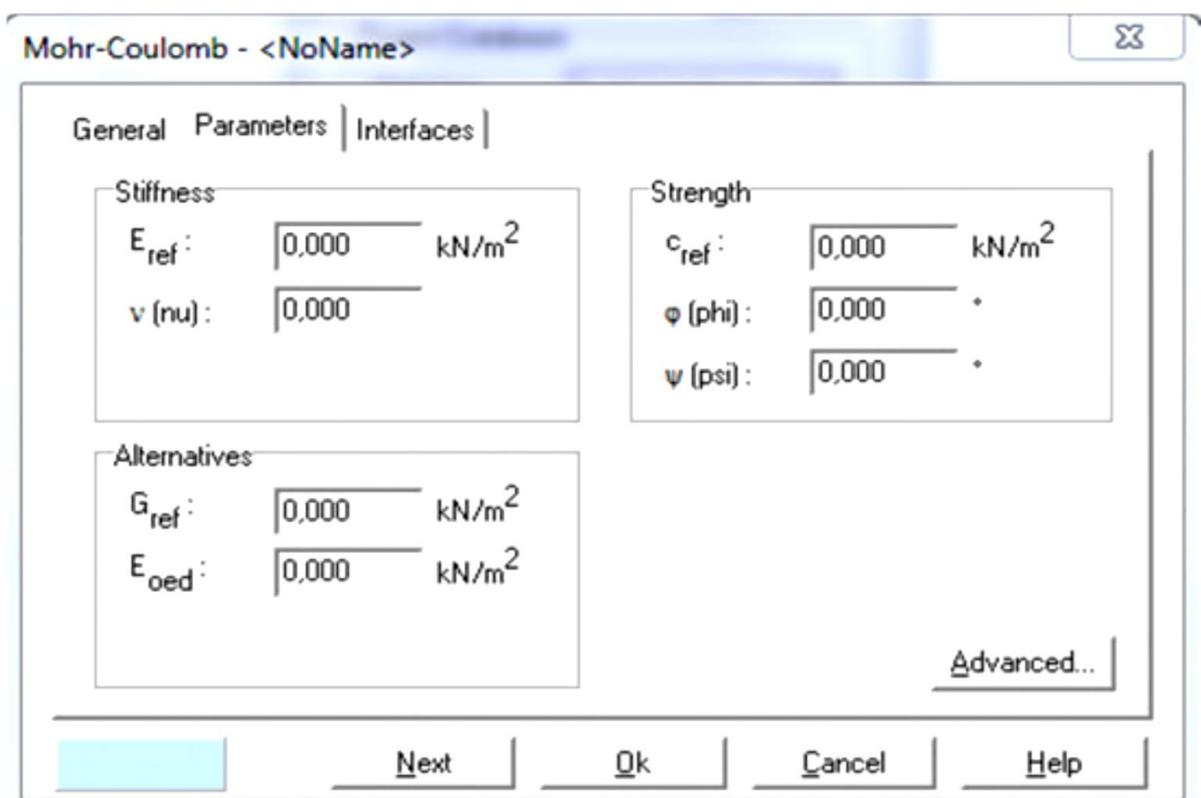 Mohr-Coulomb - <NoName>
General Parameters Interfaces
Stiffness
E_ref : 0,000 kN/m²
ν (nu) : 0,000
Strength
c_ref : 0,000 kN/m²
φ (phi) : 0,000 °
ψ (psi) : 0,000 °
Alternatives
G_ref : 0,000 kN/m²
E_oed : 0,000 kN/m²
Advanced...
Next Ok Cancel Help